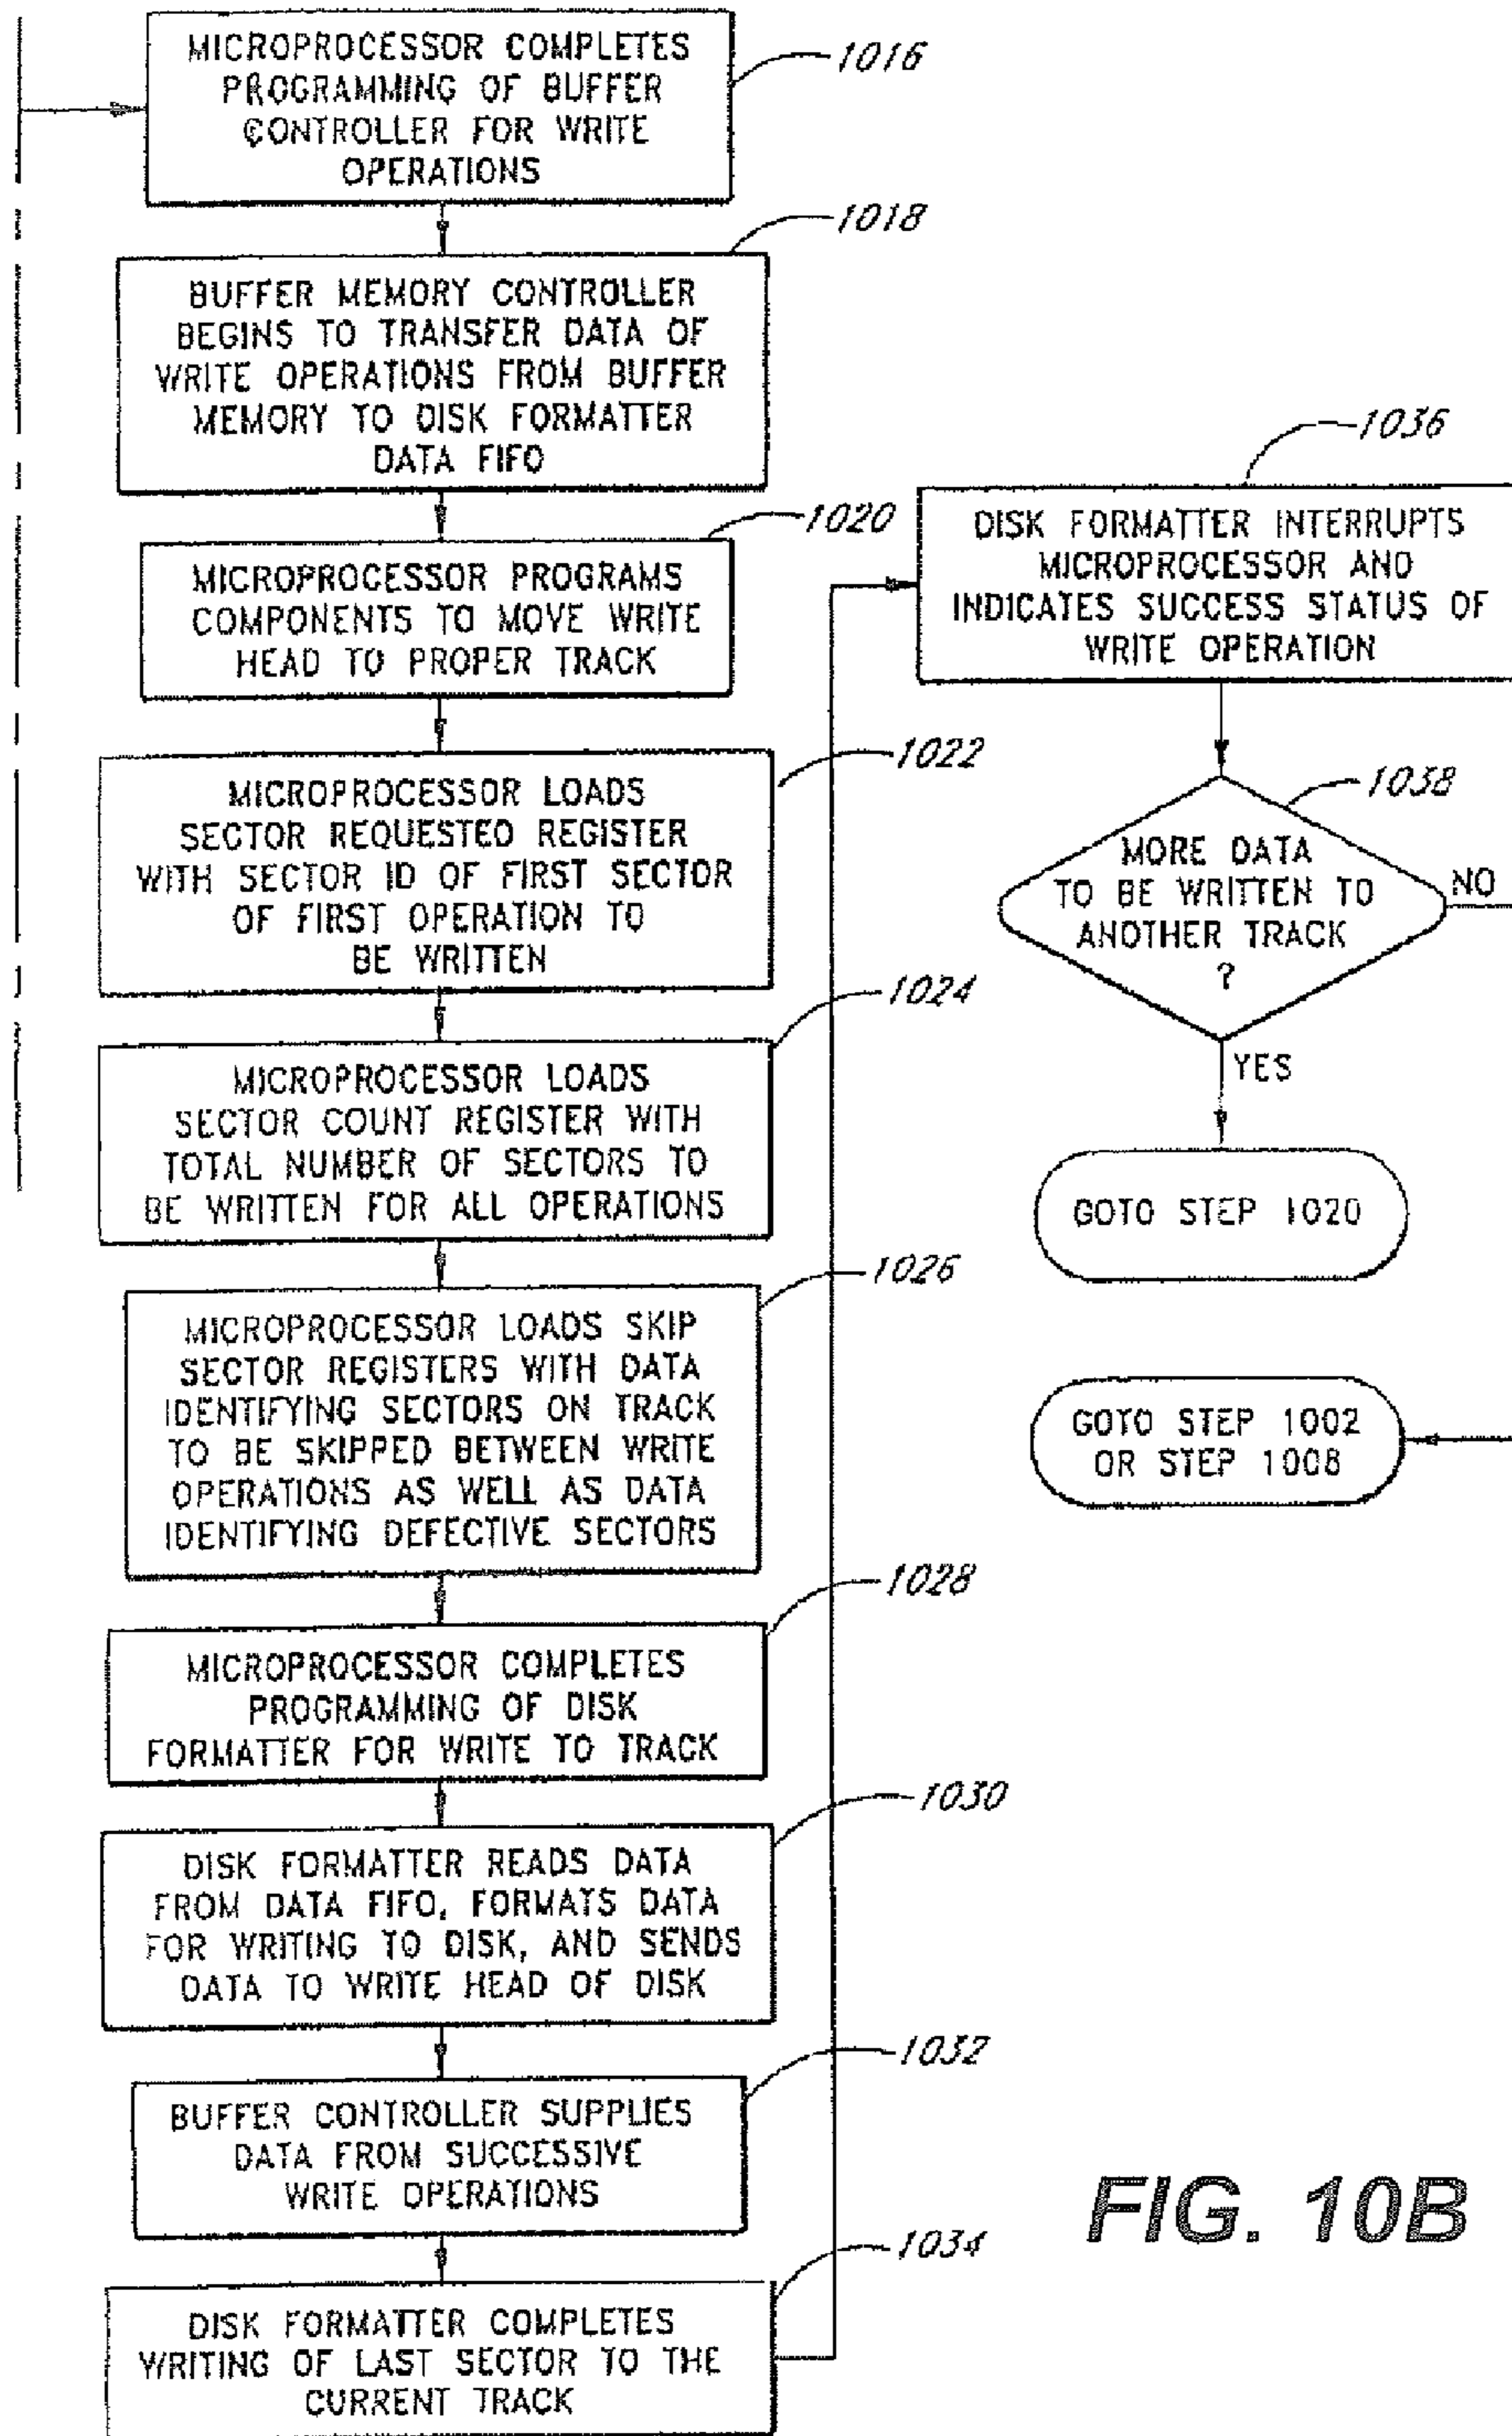 MICROPROCESSOR COMPLETES
PROGRAMMING OF BUFFER
CONTROLLER FOR WRITE
OPERATIONS
1016
BUFFER MEMORY CONTROLLER
BEGINS TO TRANSFER DATA OF
WRITE OPERATIONS FROM BUFFER
MEMORY TO DISK FORMATTER
DATA FIFO
1018
MICROPROCESSOR PROGRAMS
COMPONENTS TO MOVE WRITE
HEAD TO PROPER TRACK
1020
MICROPROCESSOR LOADS
SECTOR REQUESTED REGISTER
WITH SECTOR ID OF FIRST SECTOR
OF FIRST OPERATION TO
BE WRITTEN
1022
MICROPROCESSOR LOADS
SECTOR COUNT REGISTER WITH
TOTAL NUMBER OF SECTORS TO
BE WRITTEN FOR ALL OPERATIONS
1024
MICROPROCESSOR LOADS SKIP
SECTOR REGISTERS WITH DATA
IDENTIFYING SECTORS ON TRACK
TO BE SKIPPED BETWEEN WRITE
OPERATIONS AS WELL AS DATA
IDENTIFYING DEFECTIVE SECTORS
1026
MICROPROCESSOR COMPLETES
PROGRAMMING OF DISK
FORMATTER FOR WRITE TO TRACK
1028
DISK FORMATTER READS DATA
FROM DATA FIFO, FORMATS DATA
FOR WRITING TO DISK, AND SENDS
DATA TO WRITE HEAD OF DISK
1030
BUFFER CONTROLLER SUPPLIES
DATA FROM SUCCESSIVE
WRITE OPERATIONS
1032
DISK FORMATTER COMPLETES
WRITING OF LAST SECTOR TO THE
CURRENT TRACK
1034
DISK FORMATTER INTERRUPTS
MICROPROCESSOR AND
INDICATES SUCCESS STATUS OF
WRITE OPERATION
1036
MORE DATA
TO BE WRITTEN TO
ANOTHER TRACK
?
1038
NO
YES
GOTO STEP 1020
GOTO STEP 1002
OR STEP 1008
FIG. 10B